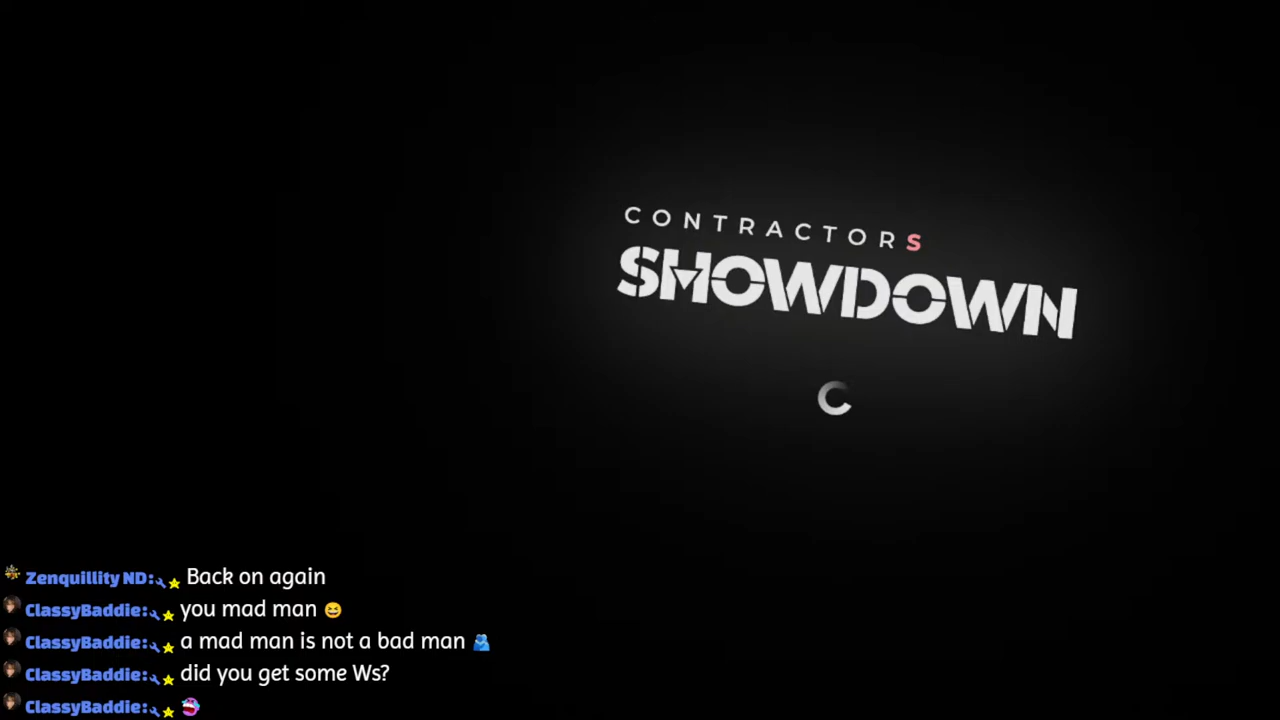 CONTRACTORS
SHOWDOWN
Zenquillity ND: Back on again
ClassyBaddie: you mad man 😆
ClassyBaddie: a mad man is not a bad man 🫂
ClassyBaddie: did you get some Ws?
ClassyBaddie: